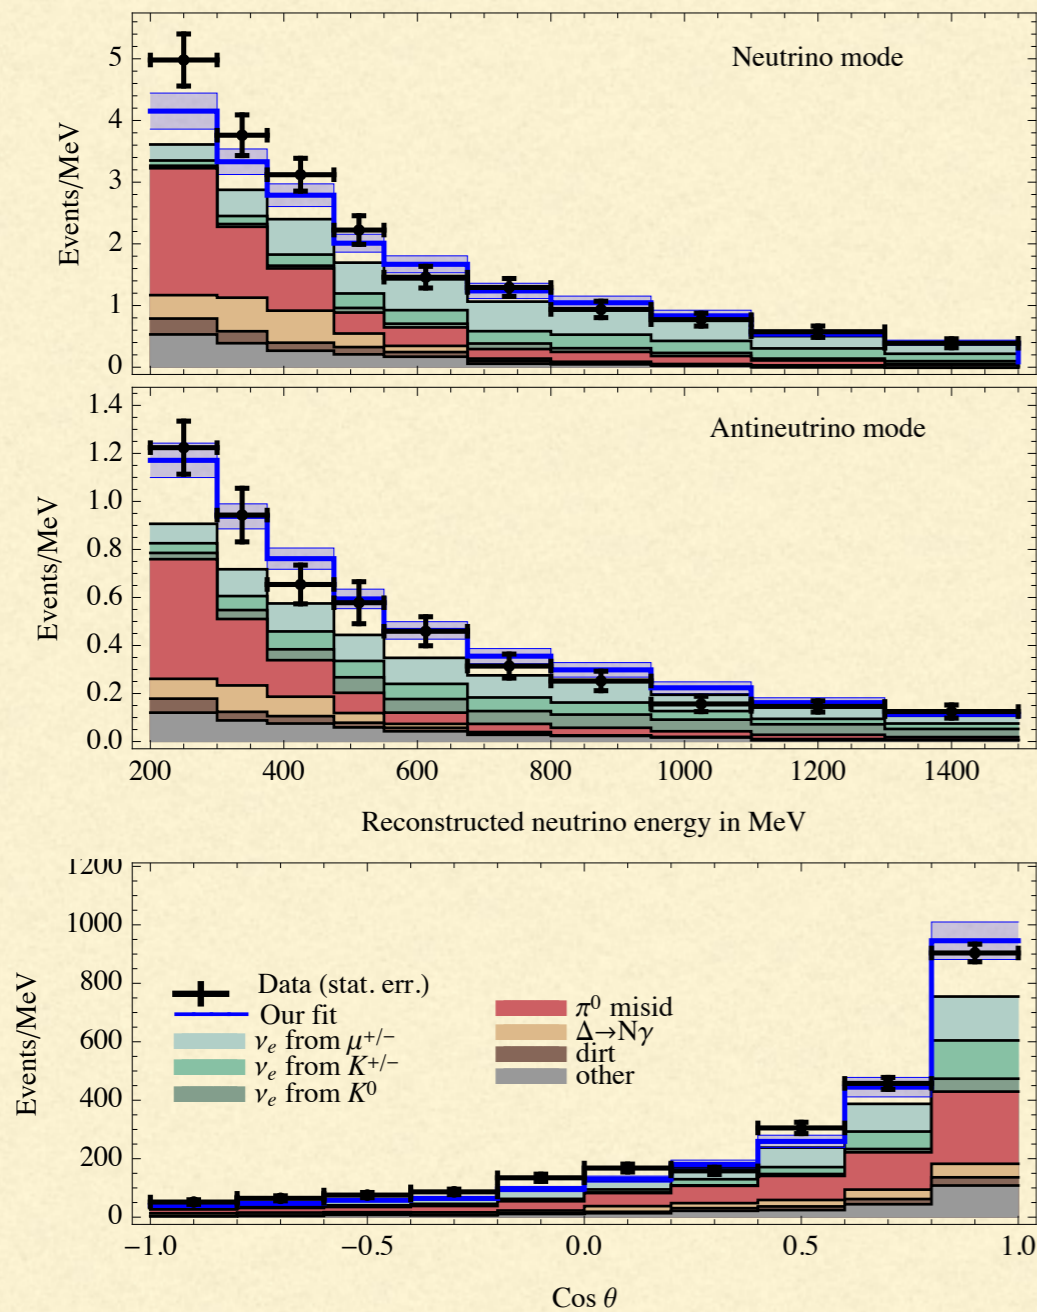 Neutrino mode
Events/MeV
5
4
3
2
1
0
Antineutrino mode
Events/MeV
1.4
1.2
1.0
0.8
0.6
0.4
0.2
0.0
200 400 600 800 1000 1200 1400
Reconstructed neutrino energy in MeV
Events/MeV
1200
1000
800
600
400
200
0
Data (stat. err.)
Our fit
νe from μ+/−
νe from K+/−
νe from K0
π0 misid
Δ→Nγ
dirt
other
−1.0 −0.5 0.0 0.5 1.0
Cos θ